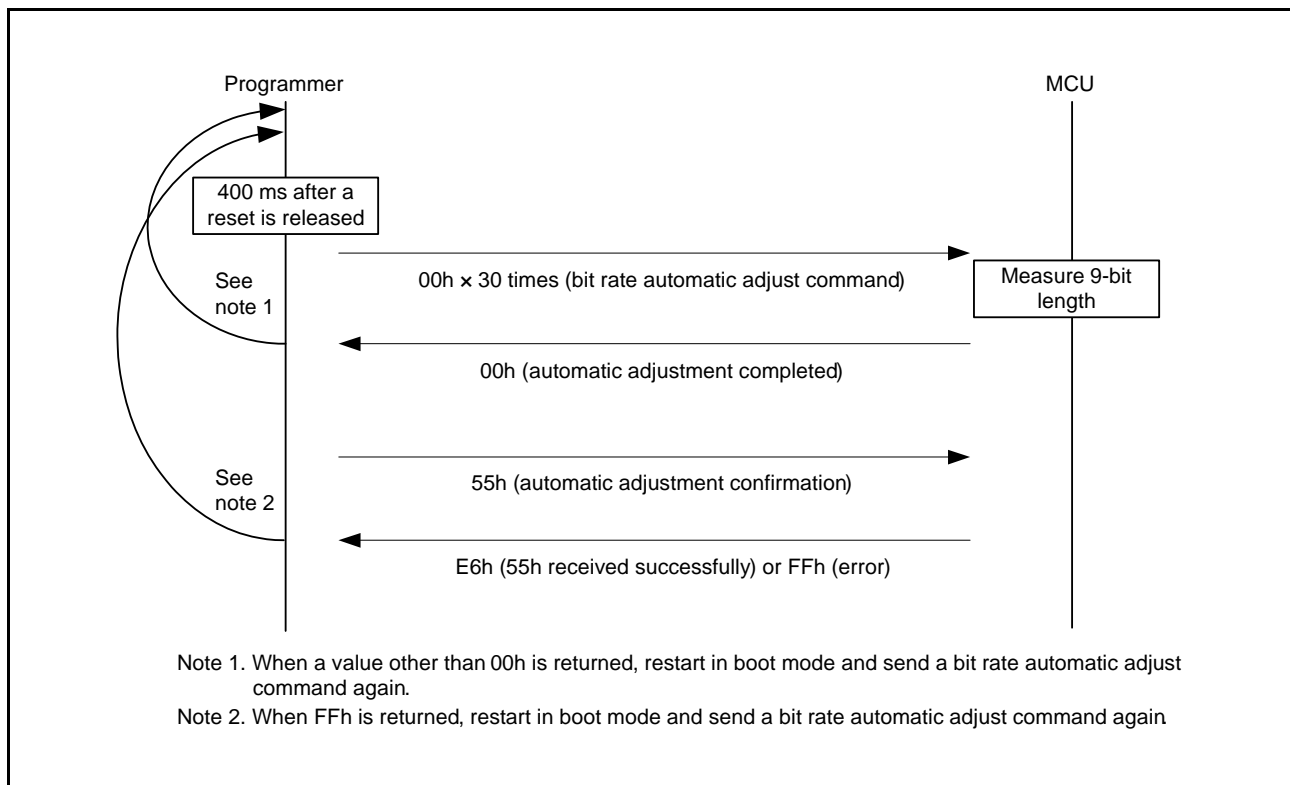 Programmer
MCU
400 ms after a
reset is released
00h × 30 times (bit rate automatic adjust command)
Measure 9-bit
length
See
note 1
00h (automatic adjustment completed)
55h (automatic adjustment confirmation)
See
note 2
E6h (55h received successfully) or FFh (error)
Note 1. When a value other than 00h is returned, restart in boot mode and send a bit rate automatic adjust
command again.
Note 2. When FFh is returned, restart in boot mode and send a bit rate automatic adjust command again.